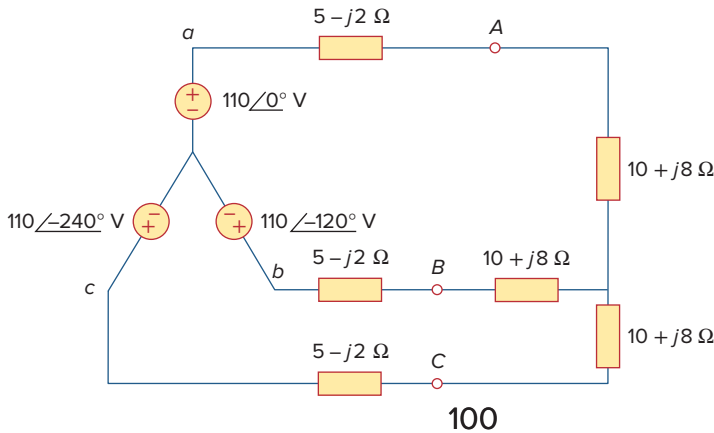 5 – j2 Ω
a
A
+
–
110∠0° V
10 + j8 Ω
110∠–240° V
–
+
–
+
110∠–120° V
5 – j2 Ω
B
10 + j8 Ω
c
b
10 + j8 Ω
5 – j2 Ω
C
100